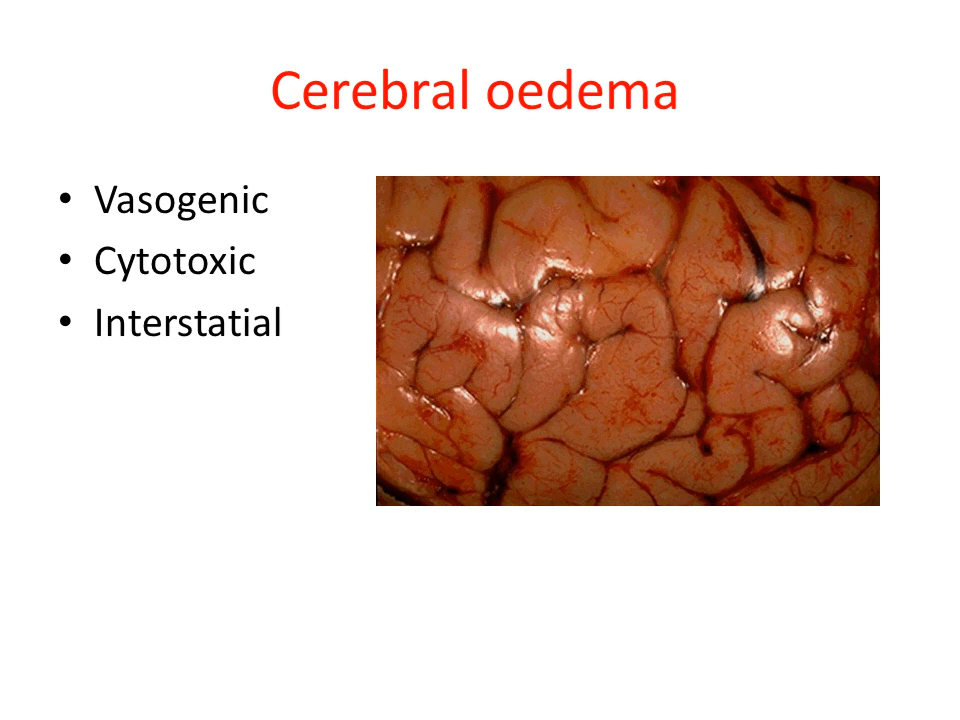 Cerebral oedema
• Vasogenic
• Cytotoxic
• Interstatial